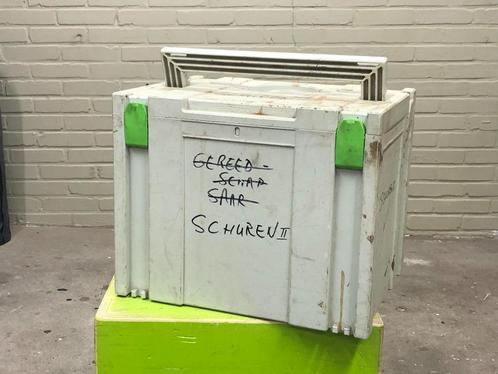 GEREED-
SCHAP
SAAR
SCHUREN II